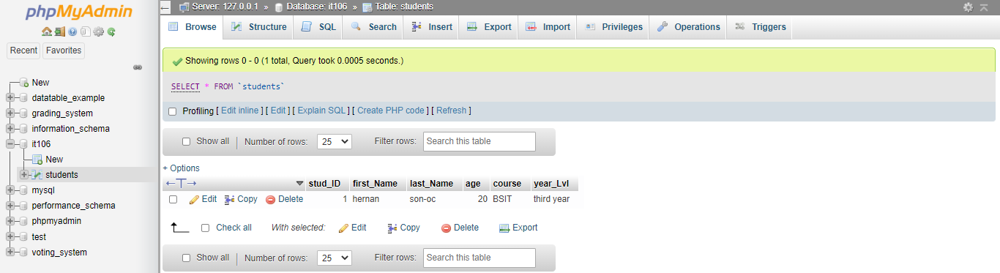 phpMyAdmin
Recent Favorites
New
datatable_example
grading_system
information_schema
it106
New
students
mysql
performance_schema
phpmyadmin
test
voting_system
Server: 127.0.0.1 » Database: it106 » Table: students
Browse Structure SQL Search Insert Export Import Privileges Operations Triggers
Showing rows 0 - 0 (1 total, Query took 0.0005 seconds.)
SELECT * FROM `students`
Profiling [ Edit inline ] [ Edit ] [ Explain SQL ] [ Create PHP code ] [ Refresh ]
Show all Number of rows: 25 Filter rows: Search this table
+ Options
←T→ stud_ID first_Name last_Name age course year_Lvl
Edit Copy Delete 1 hernan son-oc 20 BSIT third year
Check all With selected: Edit Copy Delete Export
Show all Number of rows: 25 Filter rows: Search this table